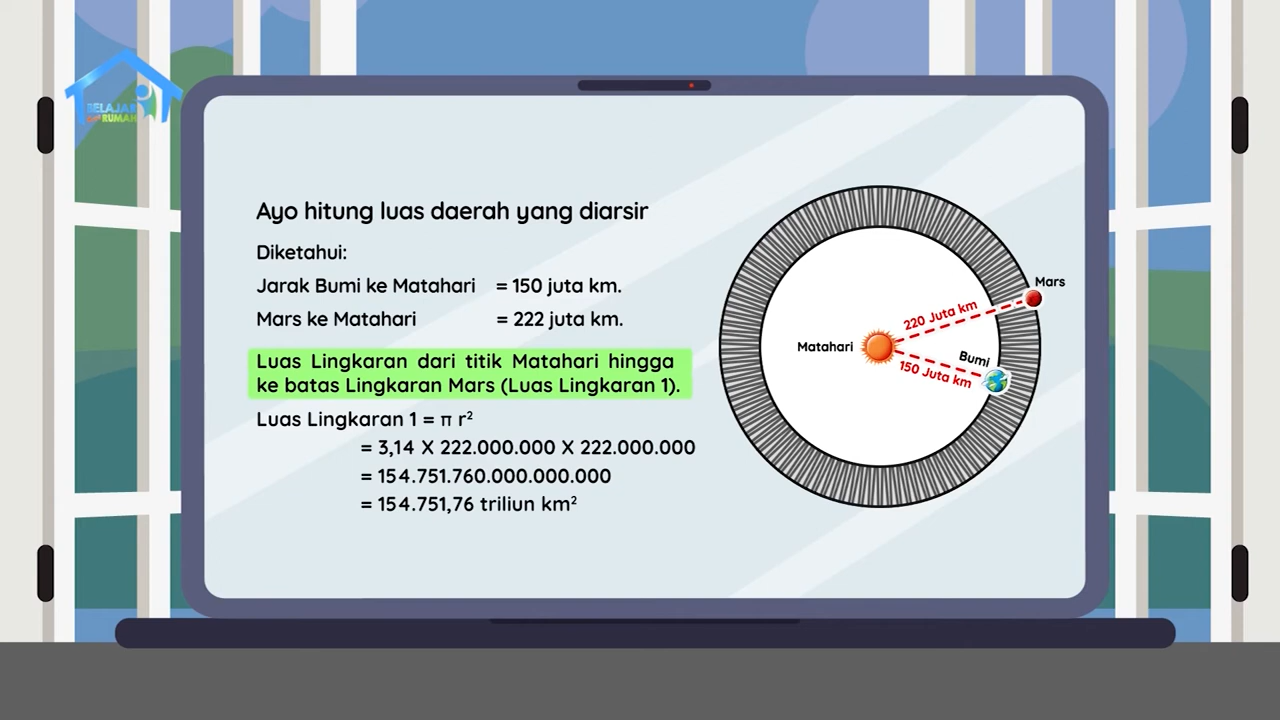 BELAJAR
DARI RUMAH
Ayo hitung luas daerah yang diarsir
Diketahui:
Jarak Bumi ke Matahari = 150 juta km.
Mars ke Matahari = 222 juta km.
Luas Lingkaran dari titik Matahari hingga
ke batas Lingkaran Mars (Luas Lingkaran 1).
Luas Lingkaran 1 = π r²
= 3,14 X 222.000.000 X 222.000.000
= 154.751.760.000.000.000
= 154.751,76 triliun km²
Mars
220 Juta km
Matahari
Bumi
150 Juta km